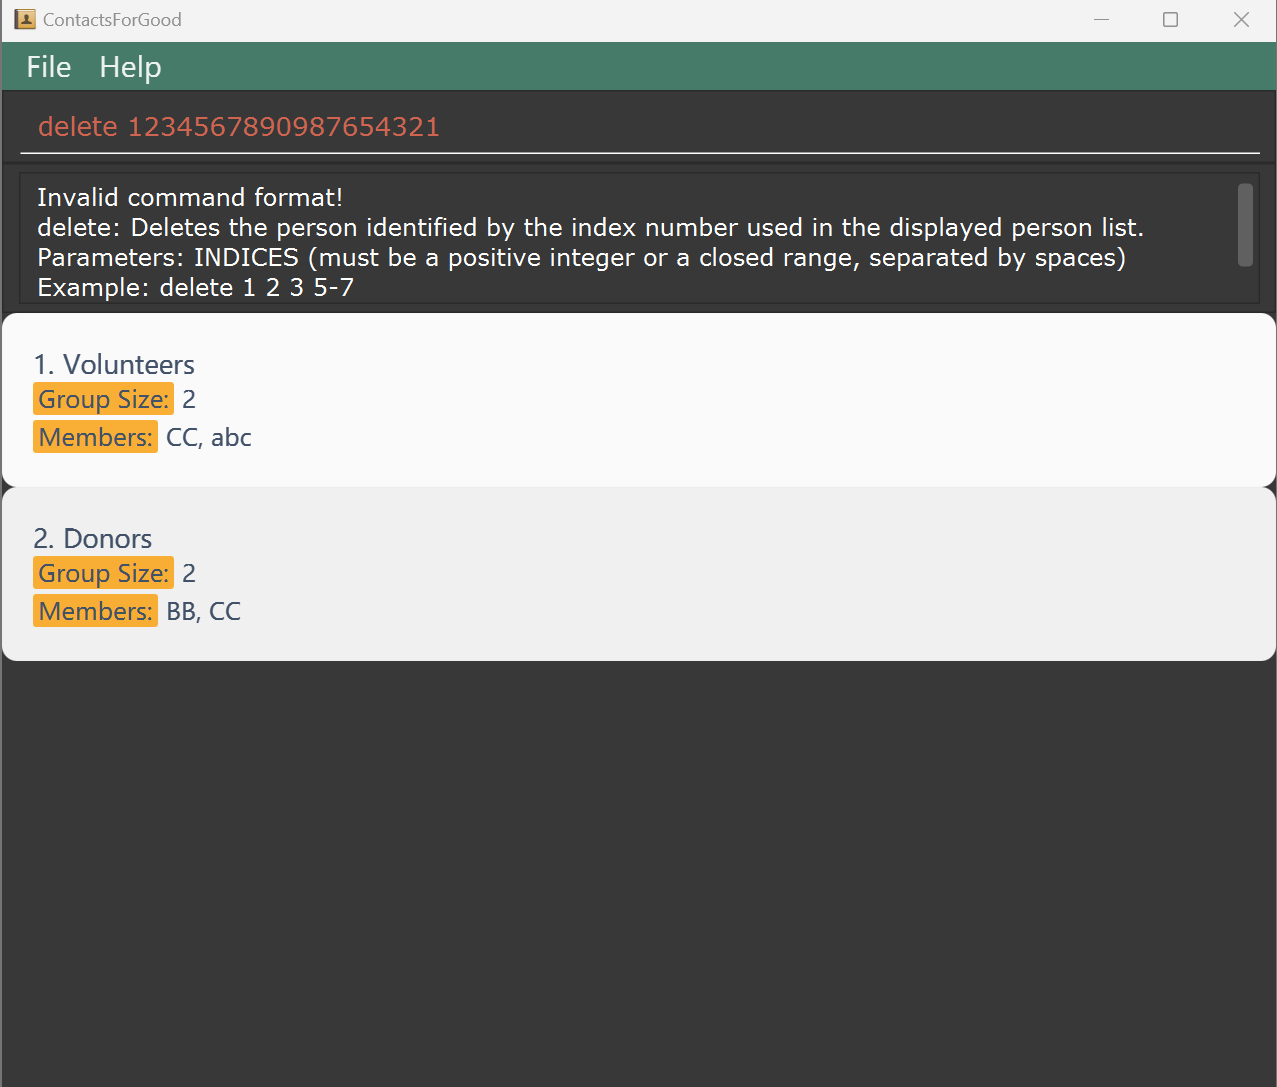 ContactsForGood
File Help
delete 1234567890987654321
Invalid command format!
delete: Deletes the person identified by the index number used in the displayed person list.
Parameters: INDICES (must be a positive integer or a closed range, separated by spaces)
Example: delete 1 2 3 5-7
1. Volunteers
Group Size: 2
Members: CC, abc
2. Donors
Group Size: 2
Members: BB, CC